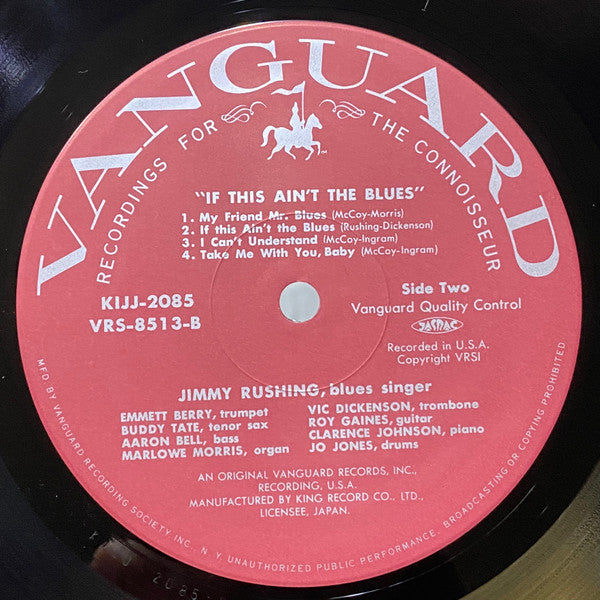 VANGUARD
RECORDINGS FOR THE CONNOISSEUR
"IF THIS AIN'T THE BLUES"
1. My Friend Mr. Blues (McCoy-Morris)
2. If this Ain't the Blues (Rushing-Dickenson)
3. I Can't Understand (McCoy-Ingram)
4. Take Me With You, Baby (McCoy-Ingram)
KIJJ-2085
VRS-8513-B
Side Two
Vanguard Quality Control
JASRAC
Recorded in U.S.A.
Copyright VRSI
JIMMY RUSHING, blues singer
EMMETT BERRY, trumpet
BUDDY TATE, tenor sax
AARON BELL, bass
MARLOWE MORRIS, organ
VIC DICKENSON, trombone
ROY GAINES, guitar
CLARENCE JOHNSON, piano
JO JONES, drums
AN ORIGINAL VANGUARD RECORDS, INC.,
RECORDING, U.S.A.
MANUFACTURED BY KING RECORD CO. LTD.,
LICENSEE, JAPAN.
MFD. BY VANGUARD RECORDING SOCIETY INC. N. Y. UNAUTHORIZED PUBLIC PERFORMANCE, BROADCASTING OR COPYING PROHIBITED